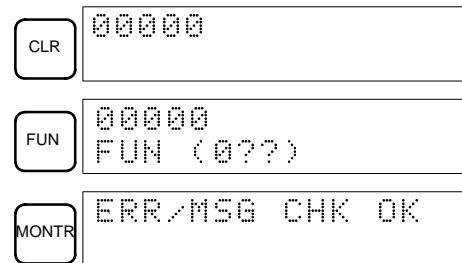 CLR
00000
FUN
00000
FUN (0??)
MONTR
ERR/MSG CHK OK